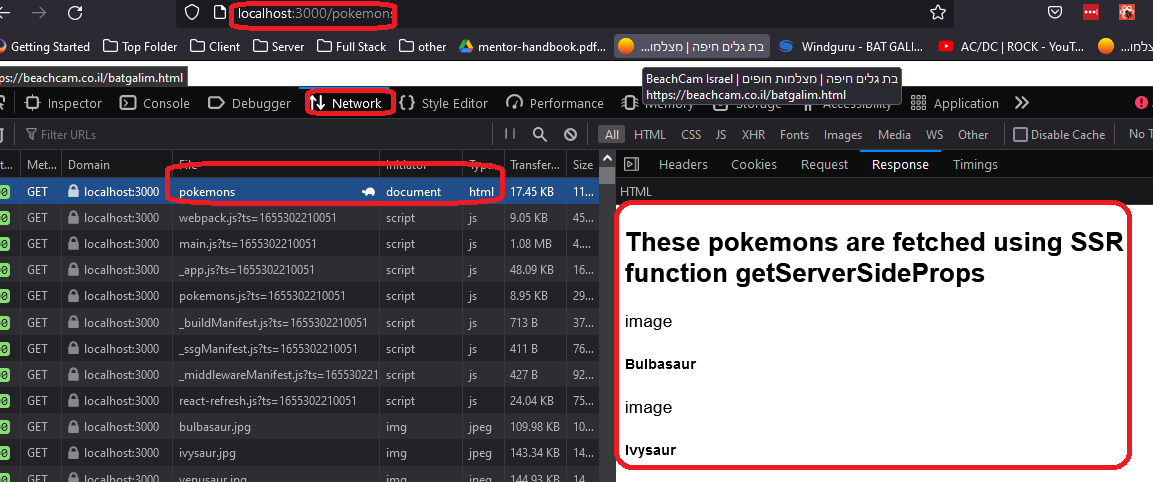 localhost:3000/pokemons
Getting Started Top Folder Client Server Full Stack other mentor-handbook.pdf... בת גלים חיפה | מצלמו... Windguru - BAT GALI... AC/DC | ROCK - YouT... מצלמו...
ps://beachcam.co.il/batgalim.html
BeachCam Israel | בת גלים חיפה | מצלמות חופים
https://beachcam.co.il/batgalim.html
Inspector Console Debugger Network Style Editor Performance Memory Accessibility Application
Filter URLs All HTML CSS JS XHR Fonts Images Media WS Other Disable Cache No T
t... Met... Domain File Initiator Typ... Transfer... Size
GET localhost:3000 pokemons document html 17.45 KB 11...
GET localhost:3000 webpack.js?ts=1655302210051 script js 9.05 KB 45...
GET localhost:3000 main.js?ts=1655302210051 script js 1.08 MB 4....
GET localhost:3000 _app.js?ts=1655302210051 script js 48.09 KB 16...
GET localhost:3000 pokemons.js?ts=1655302210051 script js 8.95 KB 29...
GET localhost:3000 _buildManifest.js?ts=1655302210051 script js 713 B 37...
GET localhost:3000 _ssgManifest.js?ts=1655302210051 script js 411 B 76...
GET localhost:3000 _middlewareManifest.js?ts=165530221 script js 427 B 92...
GET localhost:3000 react-refresh.js?ts=1655302210051 script js 24.04 KB 75...
GET localhost:3000 bulbasaur.jpg img jpeg 109.98 KB 10...
GET localhost:3000 ivysaur.jpg img jpeg 143.34 KB 14...
GET localhost:3000 venusaur.jpg img jpeg 144.93 KB 14...
Headers Cookies Request Response Timings
HTML
These pokemons are fetched using SSR
function getServerSideProps
image
Bulbasaur
image
Ivysaur